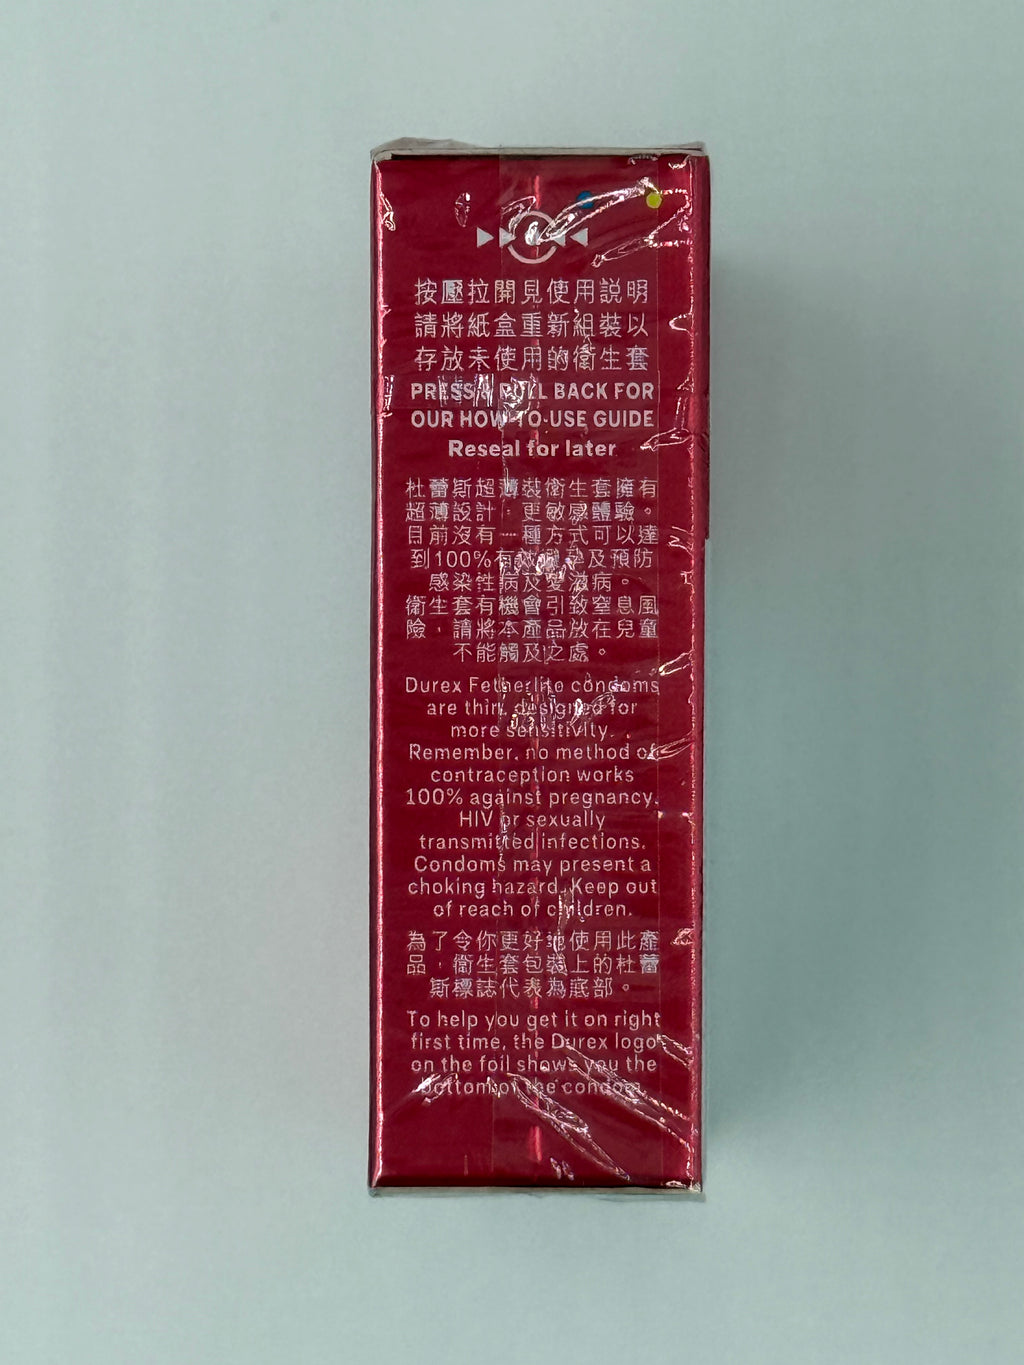 按壓拉開見使用説明
請將紙盒重新組裝以
存放未使用的衛生套
PRESS & PULL BACK FOR
OUR HOW-TO-USE GUIDE
Reseal for later
杜蕾斯超薄裝衛生套擁有
超薄設計，更敏感體驗。
目前沒有一種方式可以達
到100%有效避孕及預防
感染性病及愛滋病。
衛生套有機會引致窒息風
險，請將本產品放在兒童
不能觸及之處。
Durex Fetherlite condoms
are thin, designed for
more sensitivity.
Remember, no method of
contraception works
100% against pregnancy,
HIV or sexually
transmitted infections.
Condoms may present a
choking hazard. Keep out
of reach of children.
為了令你更好地使用此產
品，衛生套包裝上的杜蕾
斯標誌代表為底部。
To help you get it on right
first time, the Durex logo
on the foil shows you the
bottom of the condom.